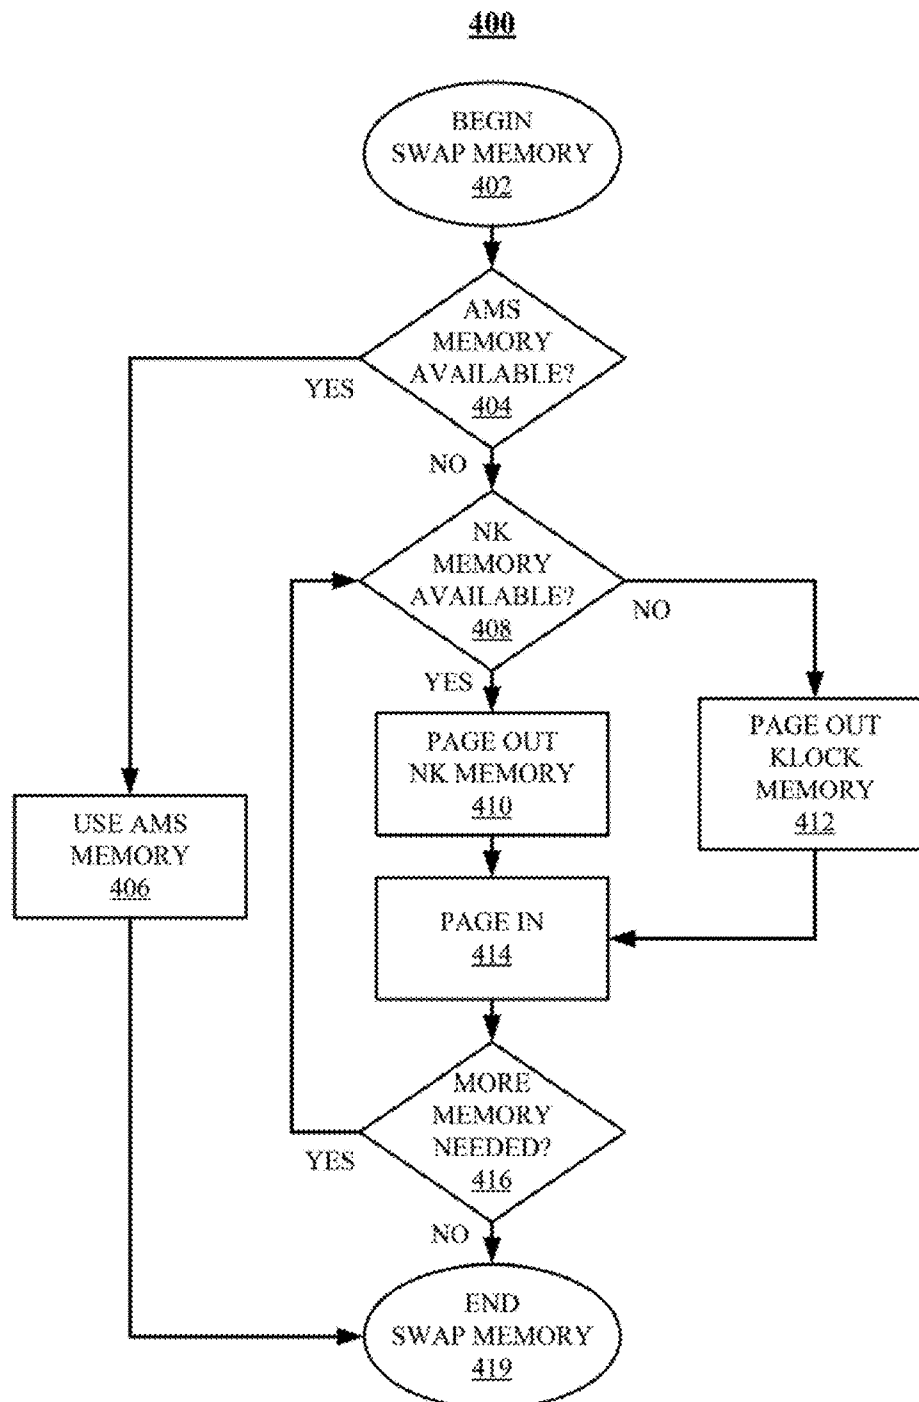 400
BEGIN
SWAP MEMORY
402
AMS
MEMORY
AVAILABLE?
404
YES
NO
NK
MEMORY
AVAILABLE?
408
NO
YES
PAGE OUT
NK MEMORY
410
PAGE OUT
KLOCK
MEMORY
412
USE AMS
MEMORY
406
PAGE IN
414
MORE
MEMORY
NEEDED?
416
YES
NO
END
SWAP MEMORY
419